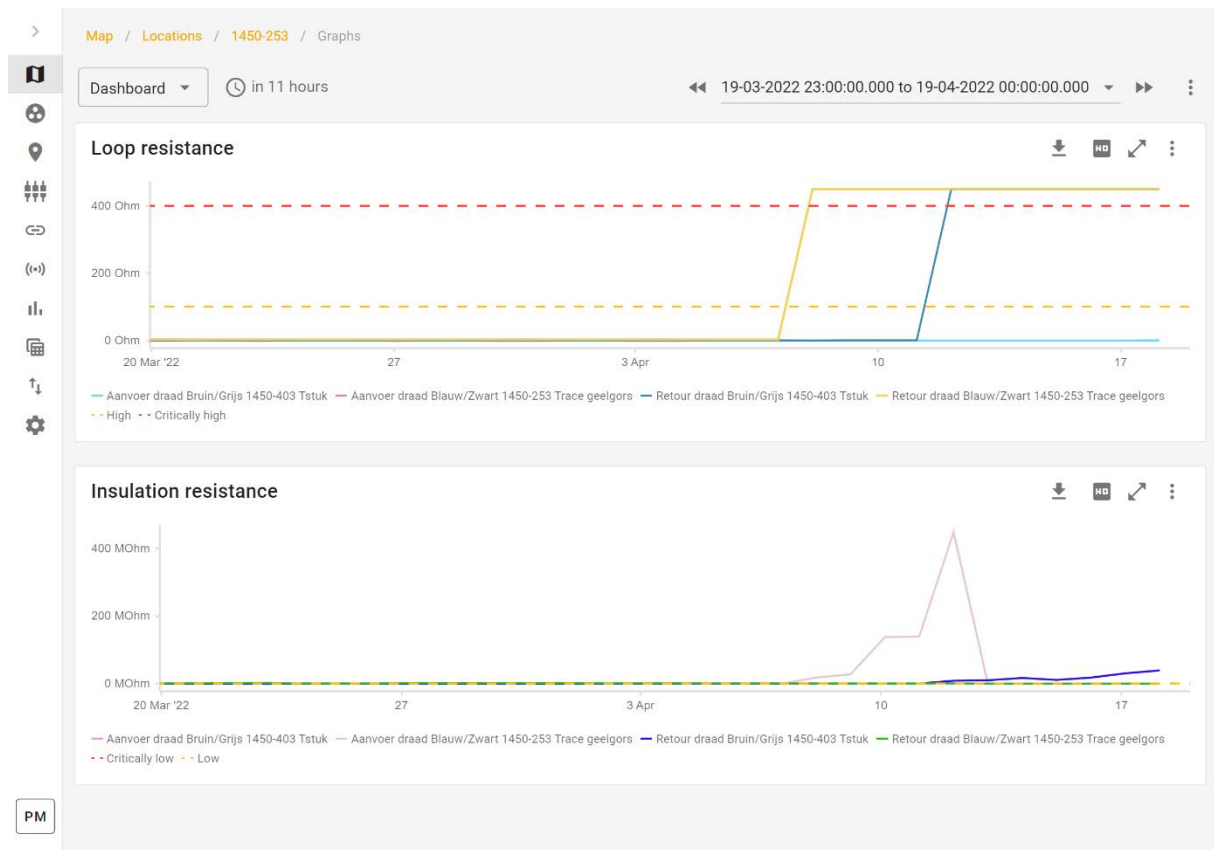 Map / Locations / 1450-253 / Graphs
Dashboard in 11 hours 19-03-2022 23:00:00.000 to 19-04-2022 00:00:00.000
Loop resistance
HD
400 Ohm
200 Ohm
0 Ohm
20 Mar '22 27 3 Apr 10 17
Aanvoer draad Bruin/Grijs 1450-403 Tstuk Aanvoer draad Blauw/Zwart 1450-253 Trace geelgors Retour draad Bruin/Grijs 1450-403 Tstuk Retour draad Blauw/Zwart 1450-253 Trace geelgors
High Critically high
Insulation resistance
HD
400 MOhm
200 MOhm
0 MOhm
20 Mar '22 27 3 Apr 10 17
Aanvoer draad Bruin/Grijs 1450-403 Tstuk Aanvoer draad Blauw/Zwart 1450-253 Trace geelgors Retour draad Bruin/Grijs 1450-403 Tstuk Retour draad Blauw/Zwart 1450-253 Trace geelgors
Critically low Low
PM